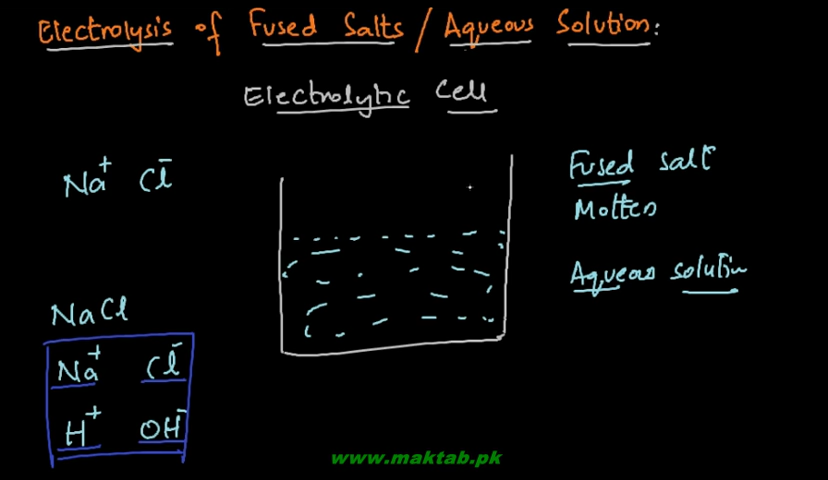 Electrolysis of Fused Salts / Aqueous Solution:
Electrolytic Cell
Na+ Cl-
Fused salt
Molten
Aqueous solution
NaCl
Na+ Cl-
H+ OH-
www.maktab.pk